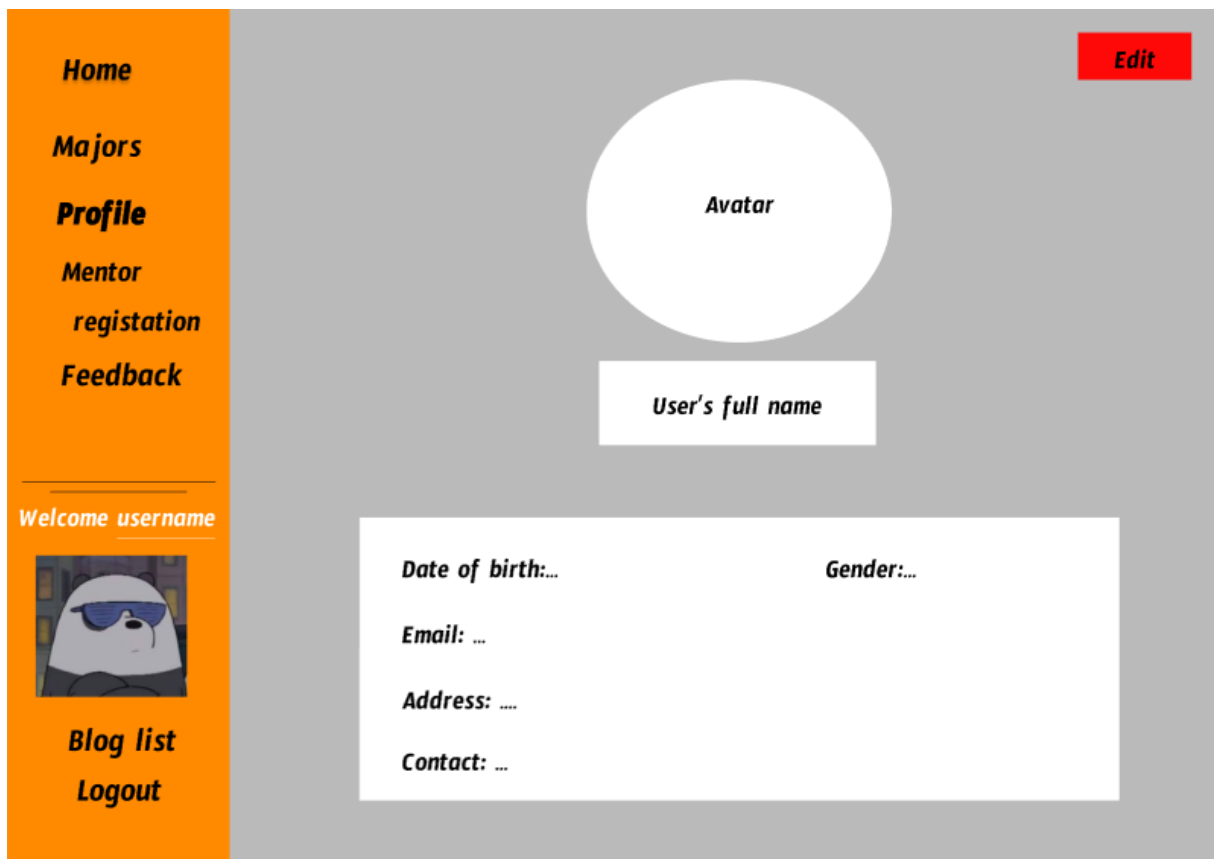 Home
Majors
Profile
Mentor
registation
Feedback
Welcome username
Blog list
Logout
Edit
Avatar
User's full name
Date of birth:...
Gender:...
Email: ...
Address: ....
Contact: ...